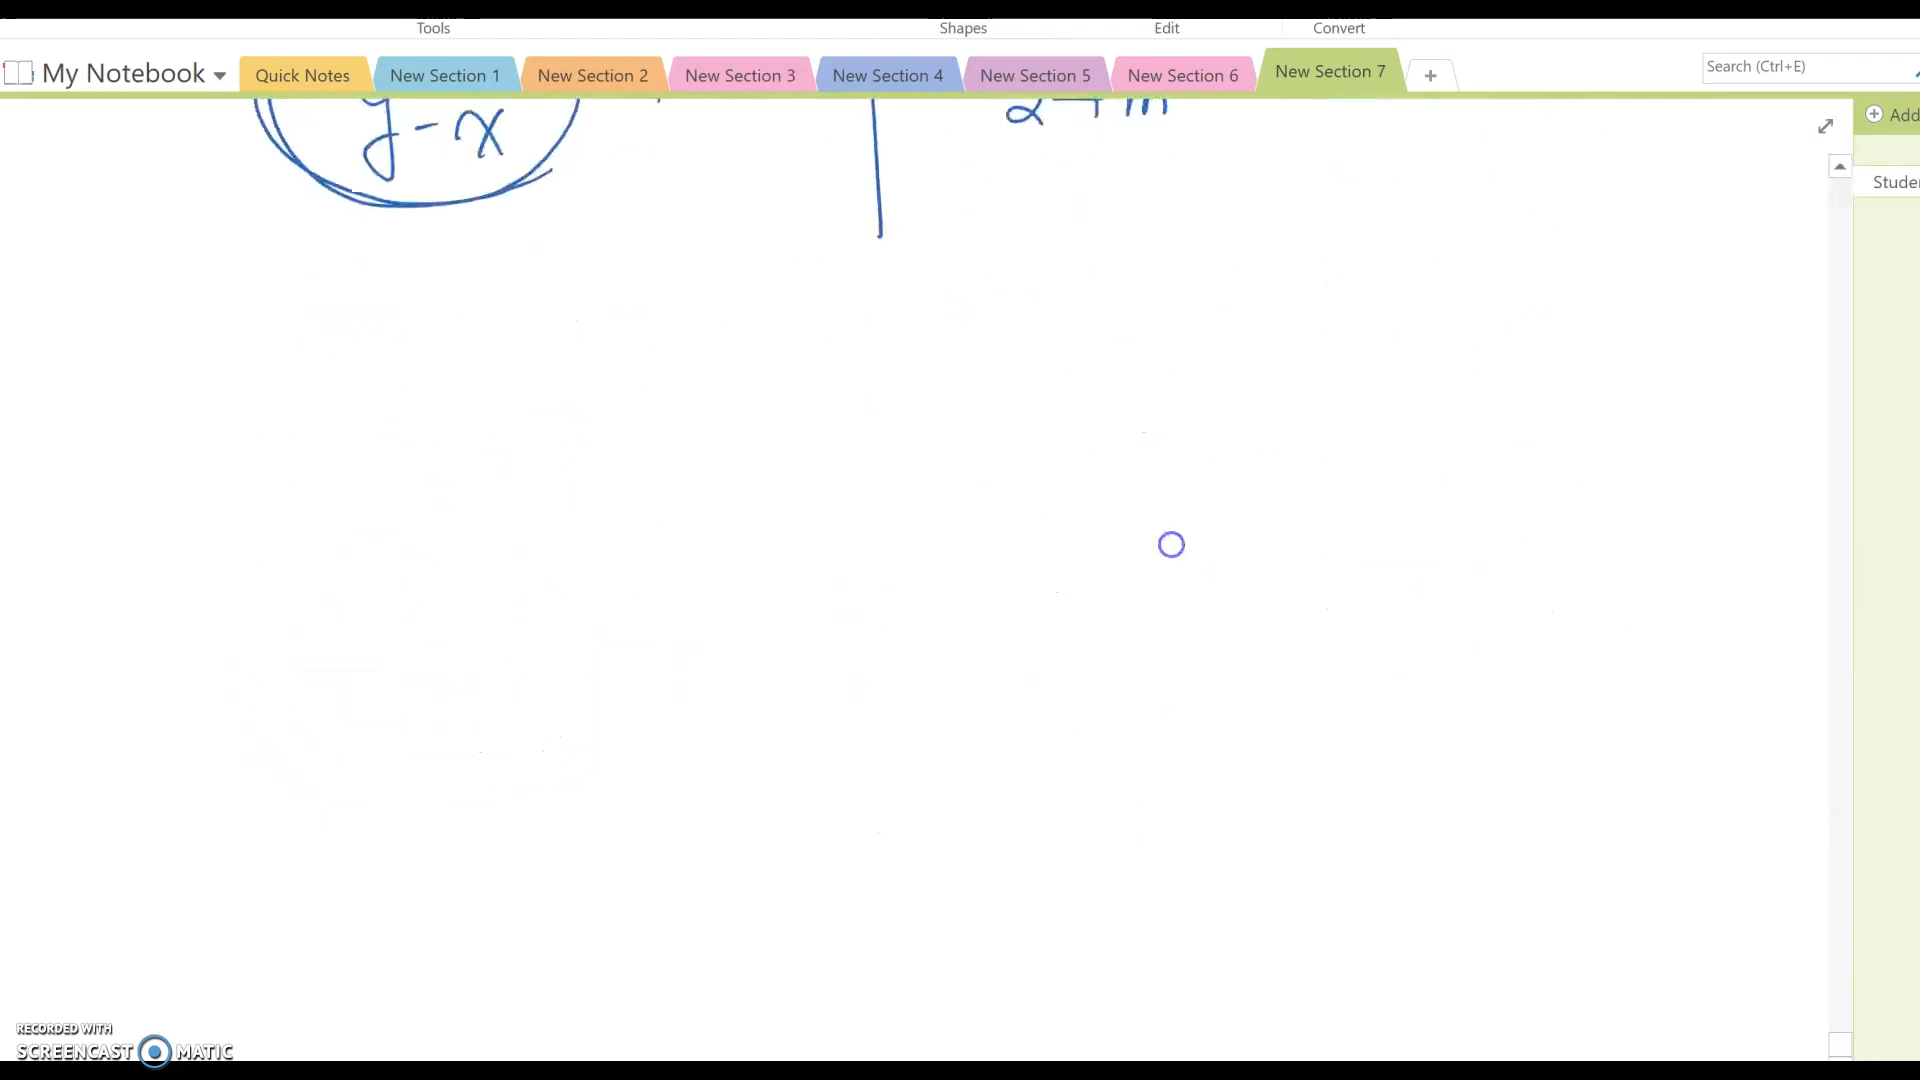 Tools Shapes Edit Convert
My Notebook Quick Notes New Section 1 New Section 2 New Section 3 New Section 4 New Section 5 New Section 6 New Section 7 + Search (Ctrl+E)
Add
Studer
y - x
RECORDED WITH
SCREENCAST MATIC